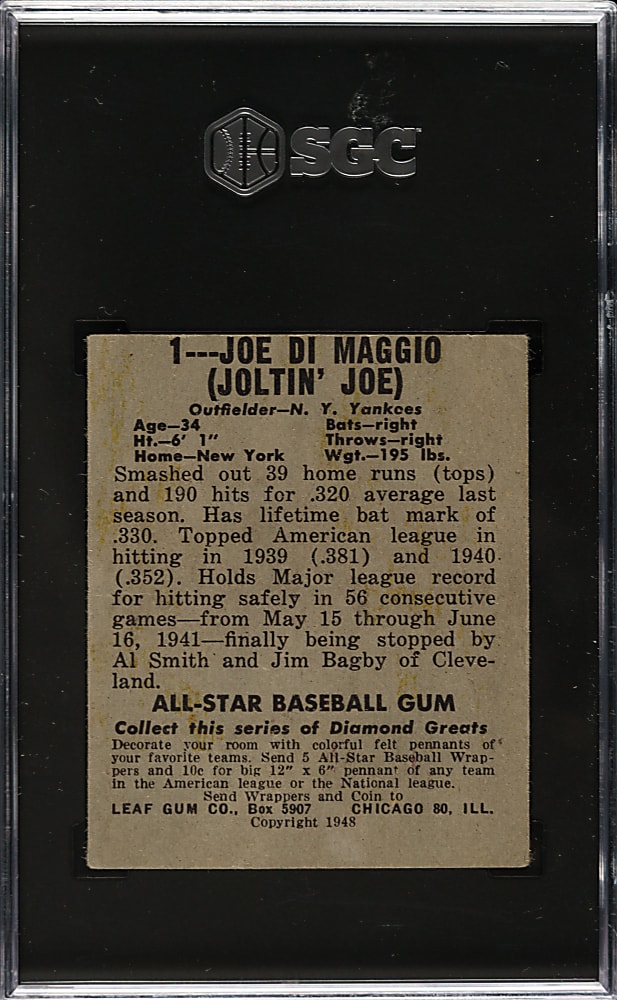 SGC
1---JOE DI MAGGIO
(JOLTIN' JOE)
Outfielder—N. Y. Yankees
Age—34 Bats—right
Ht.—6' 1" Throws—right
Home—New York Wgt.—195 lbs.
Smashed out 39 home runs (tops)
and 190 hits for .320 average last
season. Has lifetime bat mark of
.330. Topped American league in
hitting in 1939 (.381) and 1940
(.352). Holds Major league record
for hitting safely in 56 consecutive
games—from May 15 through June
16, 1941—finally being stopped by
Al Smith and Jim Bagby of Cleve-
land.
ALL-STAR BASEBALL GUM
Collect this series of Diamond Greats
Decorate your room with colorful felt pennants of
your favorite teams. Send 5 All-Star Baseball Wrap-
pers and 10c for big 12" x 6" pennant of any team
in the American league or the National league.
Send Wrappers and Coin to
LEAF GUM CO., Box 5907 CHICAGO 80, ILL.
Copyright 1948